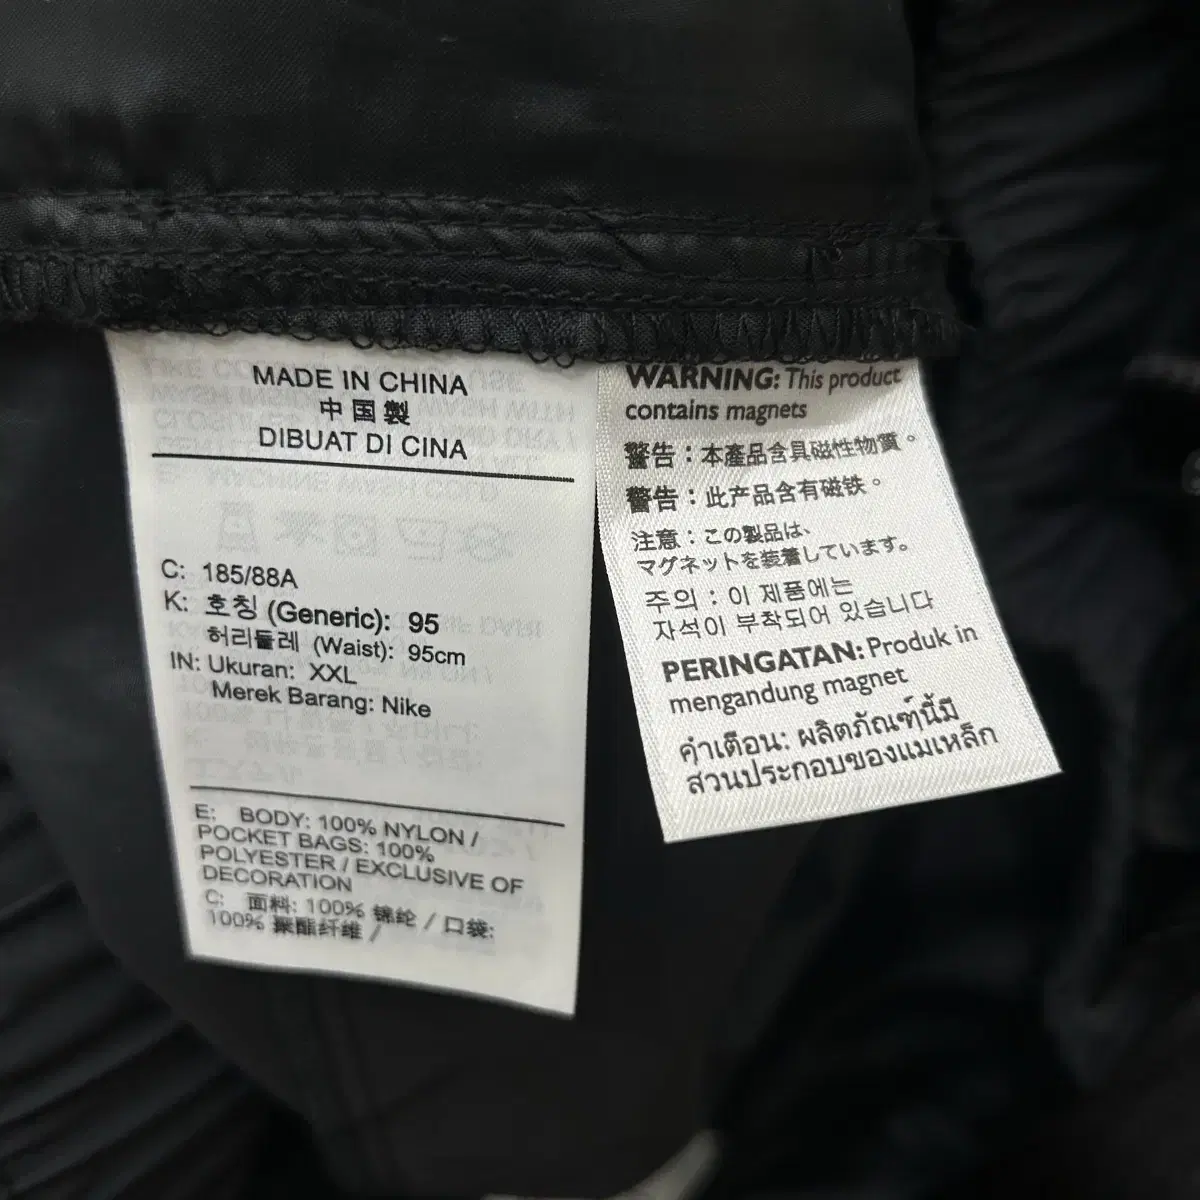 MADE IN CHINA
中国製
DIBUAT DI CINA
C: 185/88A
K: 호칭 (Generic): 95
허리둘레 (Waist): 95cm
IN: Ukuran: XXL
Merek Barang: Nike
E: BODY: 100% NYLON /
POCKET BAGS: 100%
POLYESTER / EXCLUSIVE OF
DECORATION
C: 面料: 100% 锦纶 / 口袋:
100% 聚酯纤维 /
WARNING: This product
contains magnets
警告：本產品含具磁性物質。
警告：此产品含有磁铁。
注意：この製品は、
マグネットを装着しています。
주의 : 이 제품에는
자석이 부착되어 있습니다
PERINGATAN: Produk in
mengandung magnet
คำเตือน: ผลิตภัณฑ์นี้มี
ส่วนประกอบของแม่เหล็ก